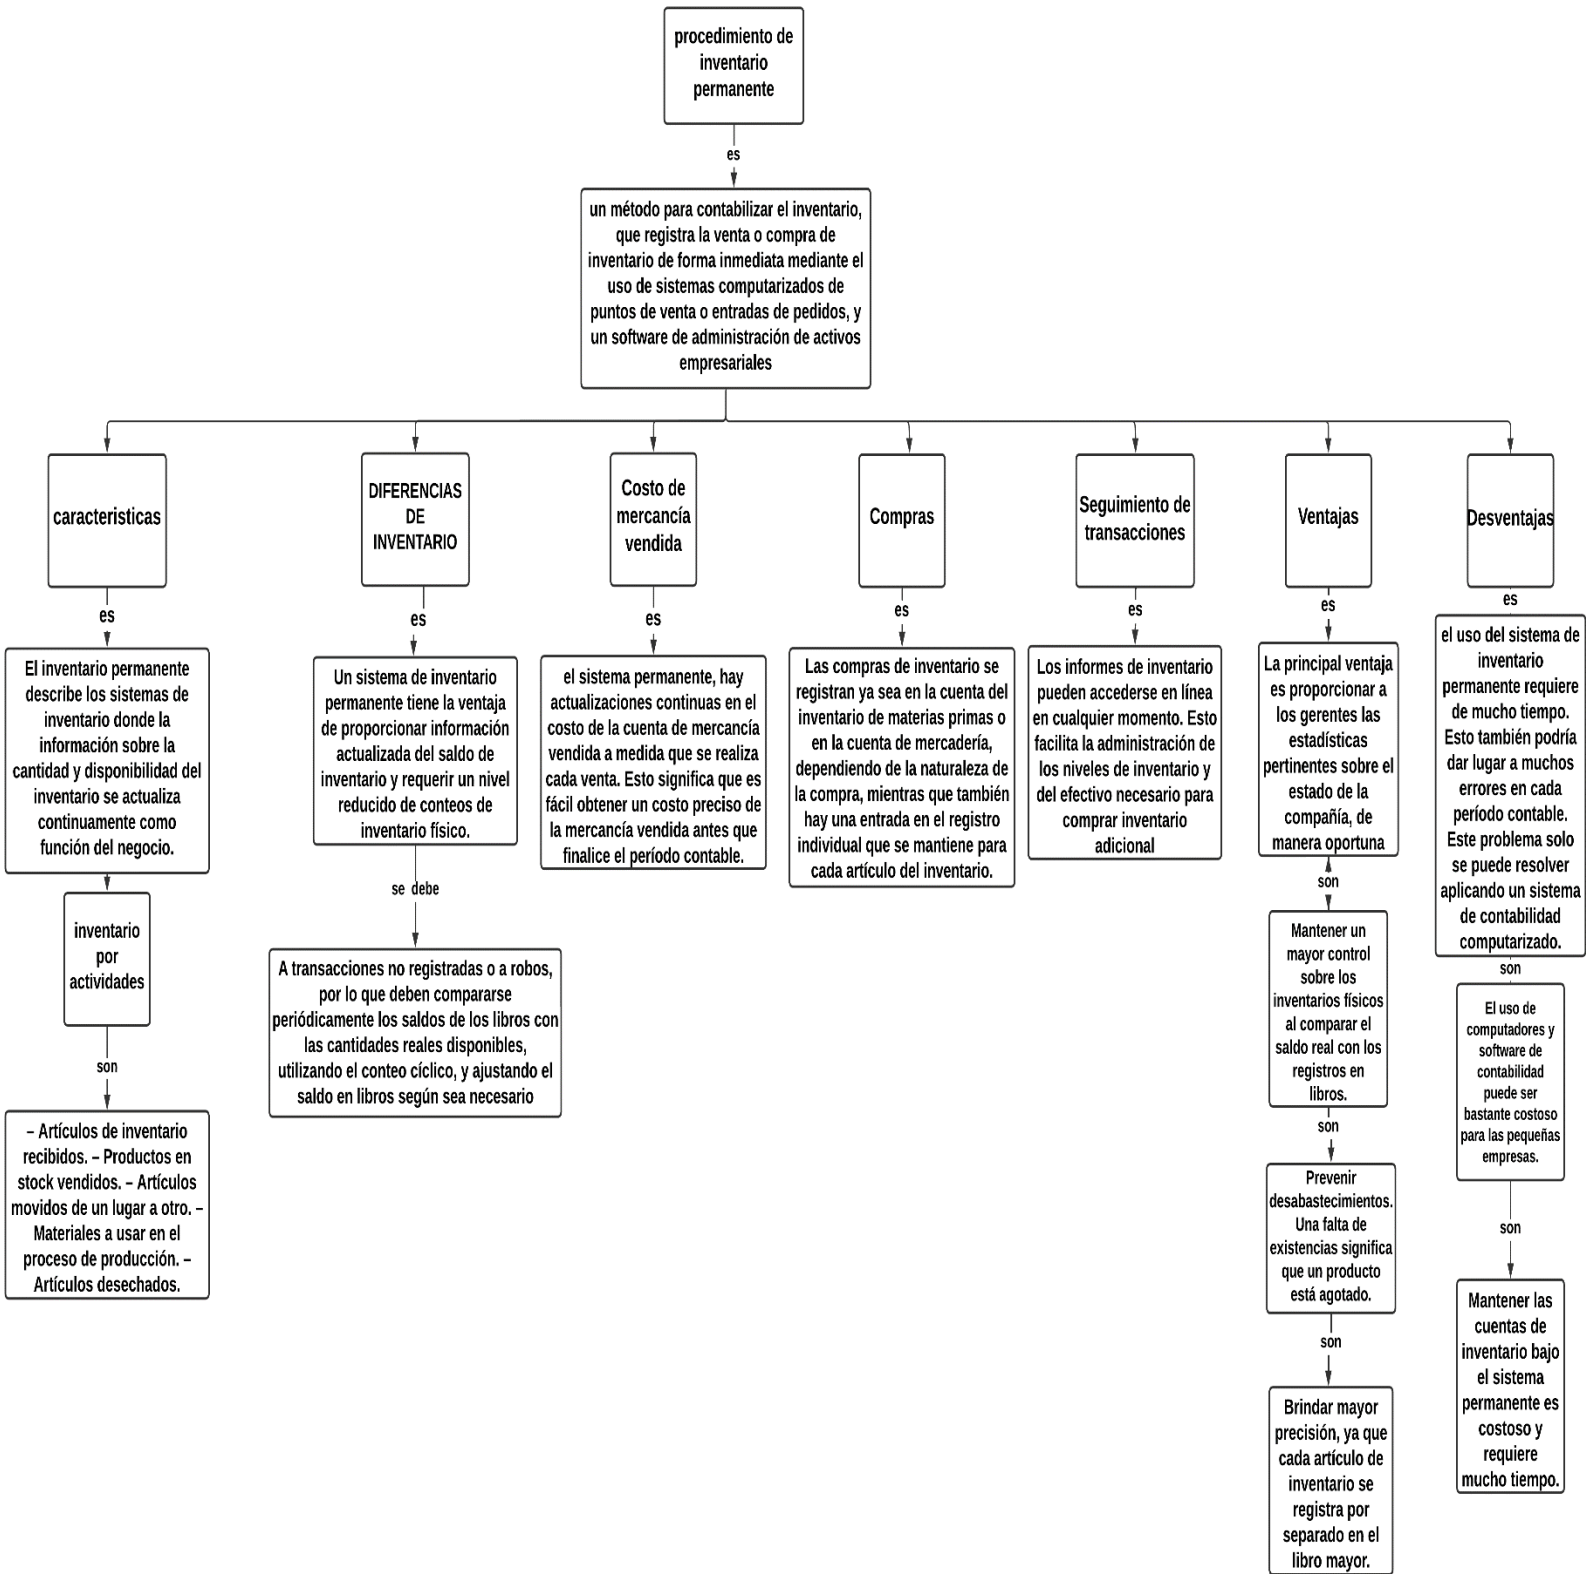 procedimiento de
inventario
permanente
es
un método para contabilizar el inventario,
que registra la venta o compra de
inventario de forma inmediata mediante el
uso de sistemas computarizados de
puntos de venta o entradas de pedidos, y
un software de administración de activos
empresariales
caracteristicas
es
El inventario permanente
describe los sistemas de
inventario donde la
información sobre la
cantidad y disponibilidad del
inventario se actualiza
continuamente como
función del negocio.
inventario
por
actividades
son
– Artículos de inventario
recibidos. – Productos en
stock vendidos. – Artículos
movidos de un lugar a otro. –
Materiales a usar en el
proceso de producción. –
Artículos desechados.
DIFERENCIAS
DE
INVENTARIO
es
Un sistema de inventario
permanente tiene la ventaja
de proporcionar información
actualizada del saldo de
inventario y requerir un nivel
reducido de conteos de
inventario físico.
se debe
A transacciones no registradas o a robos,
por lo que deben compararse
periódicamente los saldos de los libros con
las cantidades reales disponibles,
utilizando el conteo cíclico, y ajustando el
saldo en libros según sea necesario
Costo de
mercancía
vendida
es
el sistema permanente, hay
actualizaciones continuas en el
costo de la cuenta de mercancía
vendida a medida que se realiza
cada venta. Esto significa que es
fácil obtener un costo preciso de
la mercancía vendida antes que
finalice el período contable.
Compras
es
Las compras de inventario se
registran ya sea en la cuenta del
inventario de materias primas o
en la cuenta de mercadería,
dependiendo de la naturaleza de
la compra, mientras que también
hay una entrada en el registro
individual que se mantiene para
cada artículo del inventario.
Seguimiento de
transacciones
es
Los informes de inventario
pueden accederse en línea
en cualquier momento. Esto
facilita la administración de
los niveles de inventario y
del efectivo necesario para
comprar inventario
adicional
Ventajas
es
La principal ventaja
es proporcionar a
los gerentes las
estadísticas
pertinentes sobre el
estado de la
compañía, de
manera oportuna
son
Mantener un
mayor control
sobre los
inventarios físicos
al comparar el
saldo real con los
registros en
libros.
son
Prevenir
desabastecimientos.
Una falta de
existencias significa
que un producto
está agotado.
son
Brindar mayor
precisión, ya que
cada artículo de
inventario se
registra por
separado en el
libro mayor.
Desventajas
es
el uso del sistema de
inventario
permanente requiere
de mucho tiempo.
Esto también podría
dar lugar a muchos
errores en cada
período contable.
Este problema solo
se puede resolver
aplicando un sistema
de contabilidad
computarizado.
son
El uso de
computadores y
software de
contabilidad
puede ser
bastante costoso
para las pequeñas
empresas.
son
Mantener las
cuentas de
inventario bajo
el sistema
permanente es
costoso y
requiere
mucho tiempo.